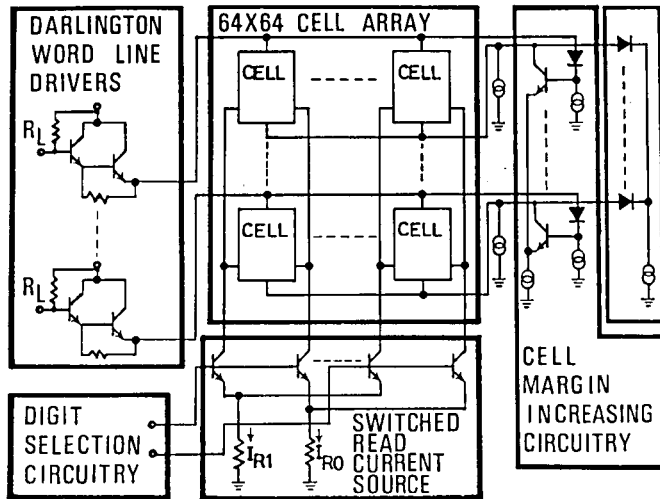 DARLINGTON
WORD LINE
DRIVERS
64X64 CELL ARRAY
CELL
CELL
RL
CELL
CELL
RL
DIGIT
SELECTION
CIRCUITRY
IR1
IR0
SWITCHED
READ
CURRENT
SOURCE
CELL
MARGIN
INCREASING
CIRCUITRY